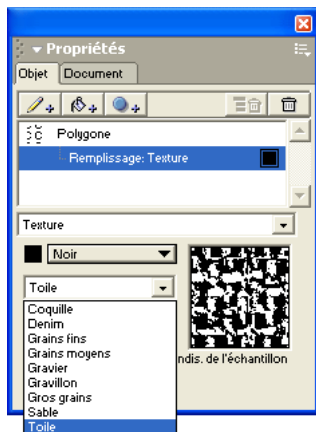 Propriétés
Objet Document
Polygone
Remplissage: Texture
Texture
Noir
Toile
Coquille
Denim
Grains fins
Grains moyens
ndis. de l'échantillon
Gravier
Gravillon
Gros grains
Sable
Toile